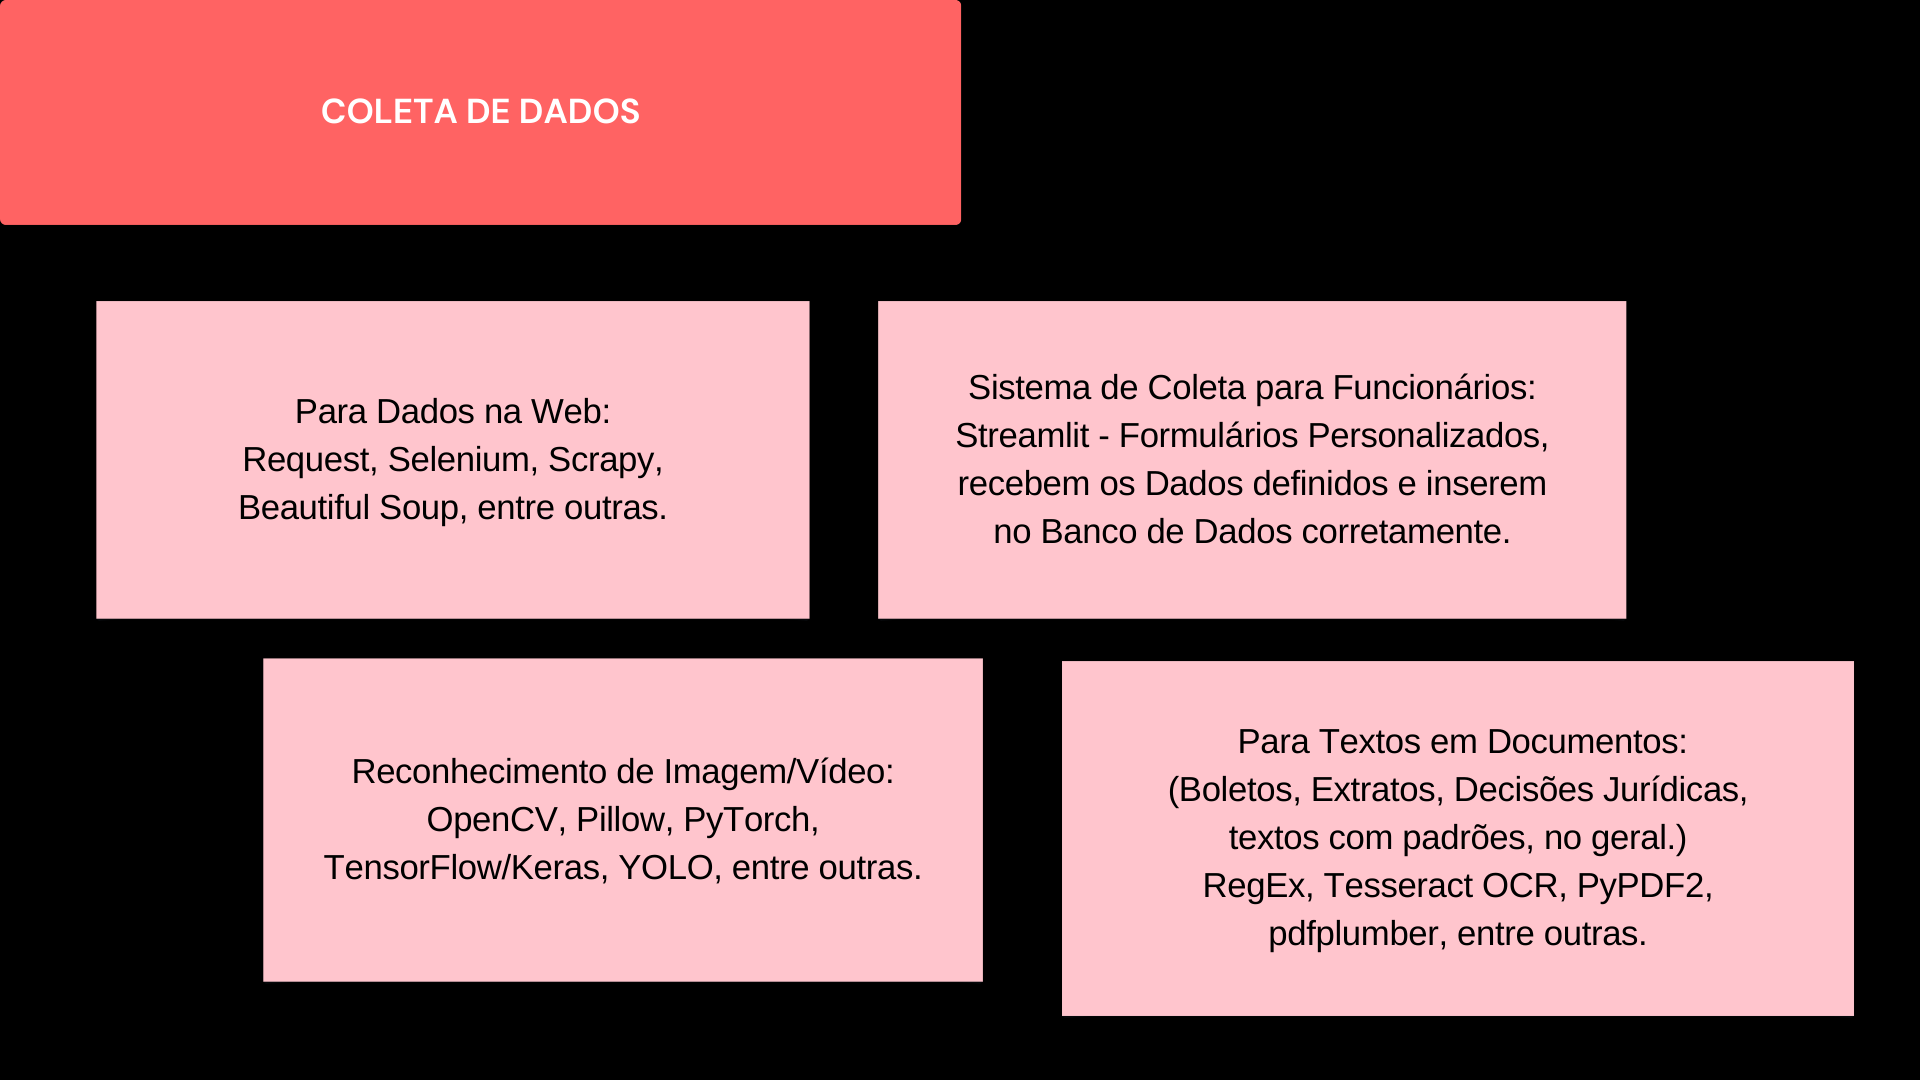 COLETA DE DADOS
Para Dados na Web:
Request, Selenium, Scrapy,
Beautiful Soup, entre outras.
Sistema de Coleta para Funcionários:
Streamlit - Formulários Personalizados,
recebem os Dados definidos e inserem
no Banco de Dados corretamente.
Reconhecimento de Imagem/Vídeo:
OpenCV, Pillow, PyTorch,
TensorFlow/Keras, YOLO, entre outras.
Para Textos em Documentos:
(Boletos, Extratos, Decisões Jurídicas,
textos com padrões, no geral.)
RegEx, Tesseract OCR, PyPDF2,
pdfplumber, entre outras.